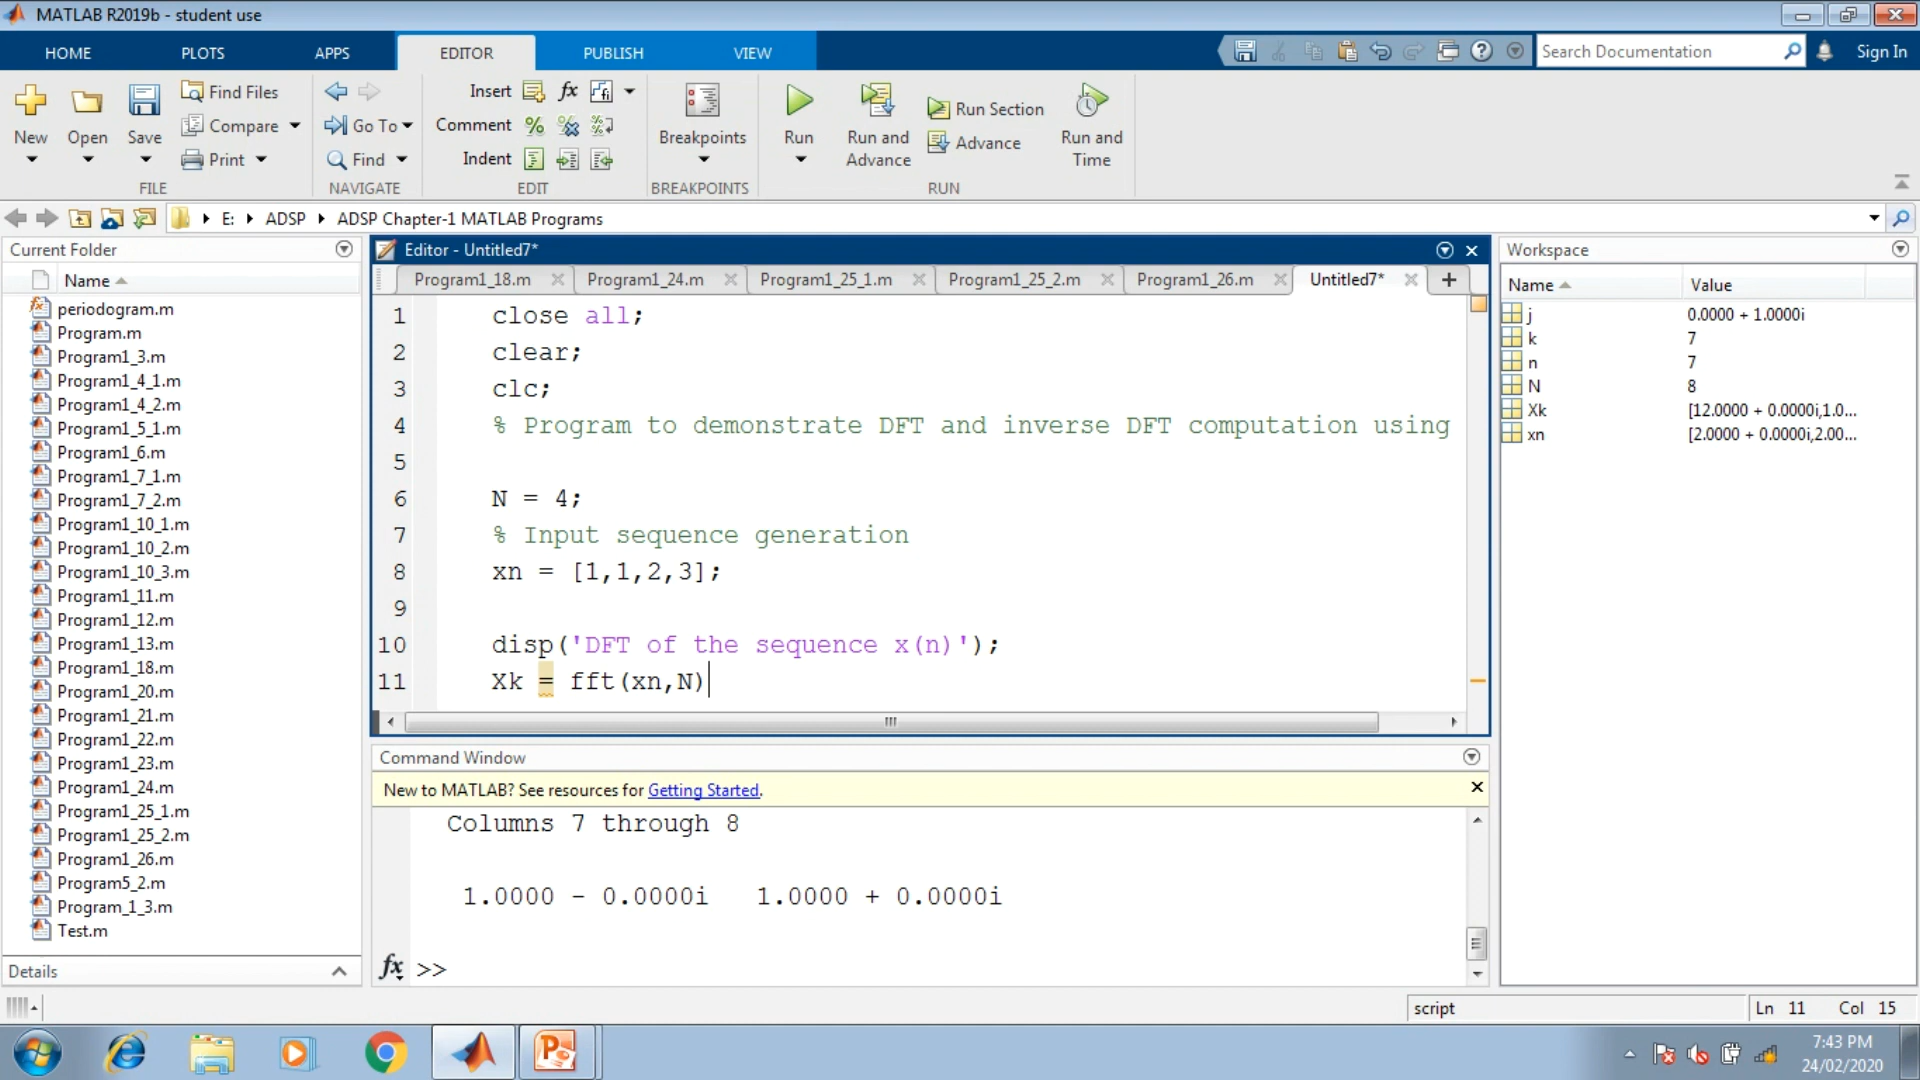 MATLAB R2019b - student use
HOME PLOTS APPS EDITOR PUBLISH VIEW Search Documentation Sign In
New Open Save Find Files Compare Print
FILE
Go To Find
NAVIGATE
Insert fx
Comment
Indent
EDIT
Breakpoints
BREAKPOINTS
Run Run and Advance Run Section Advance Run and Time
RUN
E: ADSP ADSP Chapter-1 MATLAB Programs
Current Folder
Name
periodogram.m
Program.m
Program1_3.m
Program1_4_1.m
Program1_4_2.m
Program1_5_1.m
Program1_6.m
Program1_7_1.m
Program1_7_2.m
Program1_10_1.m
Program1_10_2.m
Program1_10_3.m
Program1_11.m
Program1_12.m
Program1_13.m
Program1_18.m
Program1_20.m
Program1_21.m
Program1_22.m
Program1_23.m
Program1_24.m
Program1_25_1.m
Program1_25_2.m
Program1_26.m
Program5_2.m
Program_1_3.m
Test.m
Details
Editor - Untitled7*
Program1_18.m Program1_24.m Program1_25_1.m Program1_25_2.m Program1_26.m Untitled7*
1 close all;
2 clear;
3 clc;
4 % Program to demonstrate DFT and inverse DFT computation using
5
6 N = 4;
7 % Input sequence generation
8 xn = [1,1,2,3];
9
10 disp('DFT of the sequence x(n)');
11 Xk = fft(xn,N)
Command Window
New to MATLAB? See resources for Getting Started.
Columns 7 through 8
1.0000 - 0.0000i 1.0000 + 0.0000i
fx >>
Workspace
Name Value
j 0.0000 + 1.0000i
k 7
n 7
N 8
Xk [12.0000 + 0.0000i,1.0...
xn [2.0000 + 0.0000i,2.00...
script Ln 11 Col 15
7:43 PM
24/02/2020